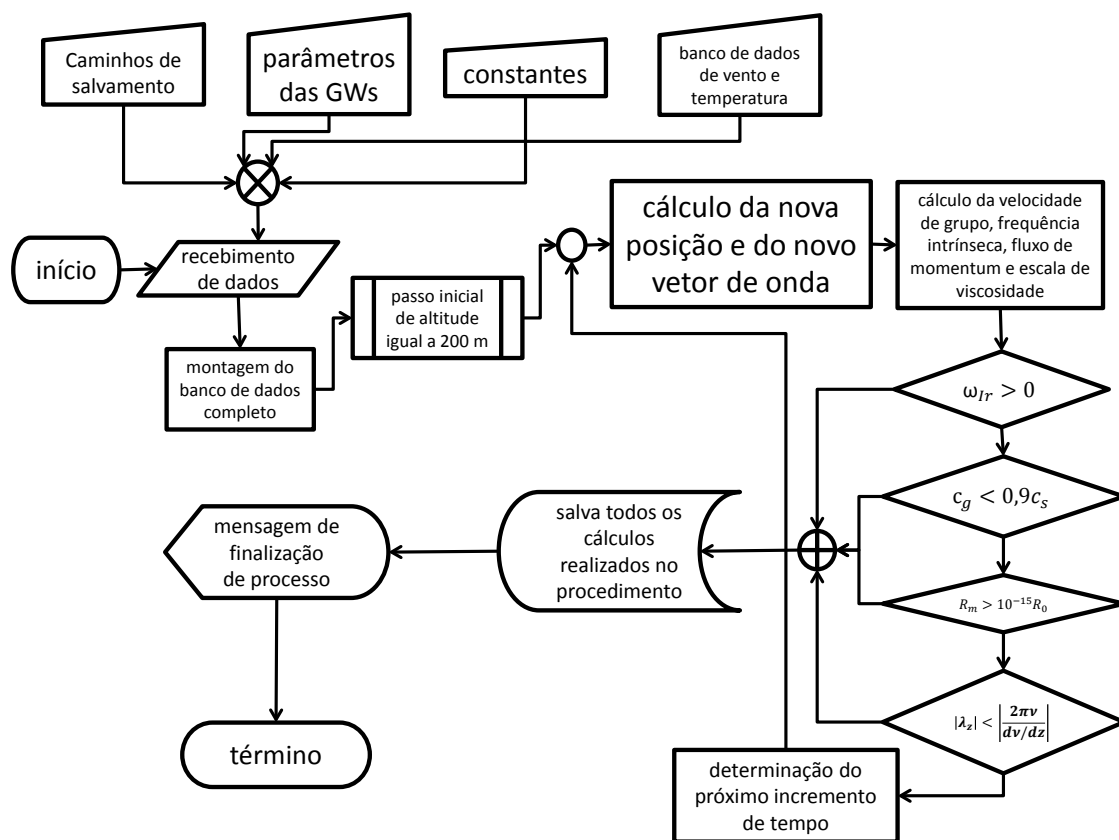 Caminhos de
salvamento
parâmetros
das GWs
constantes
banco de dados
de vento e
temperatura
início
recebimento
de dados
montagem do
banco de dados
completo
passo inicial
de altitude
igual a 200 m
cálculo da nova
posição e do novo
vetor de onda
cálculo da velocidade
de grupo, frequência
intrínseca, fluxo de
momentum e escala de
viscosidade
ω_{Ir} > 0
c_g < 0,9c_s
R_m > 10^{-15}R_0
|λ_z| < |2πν / dν/dz|
determinação do
próximo incremento
de tempo
salva todos os
cálculos
realizados no
procedimento
mensagem de
finalização
de processo
término